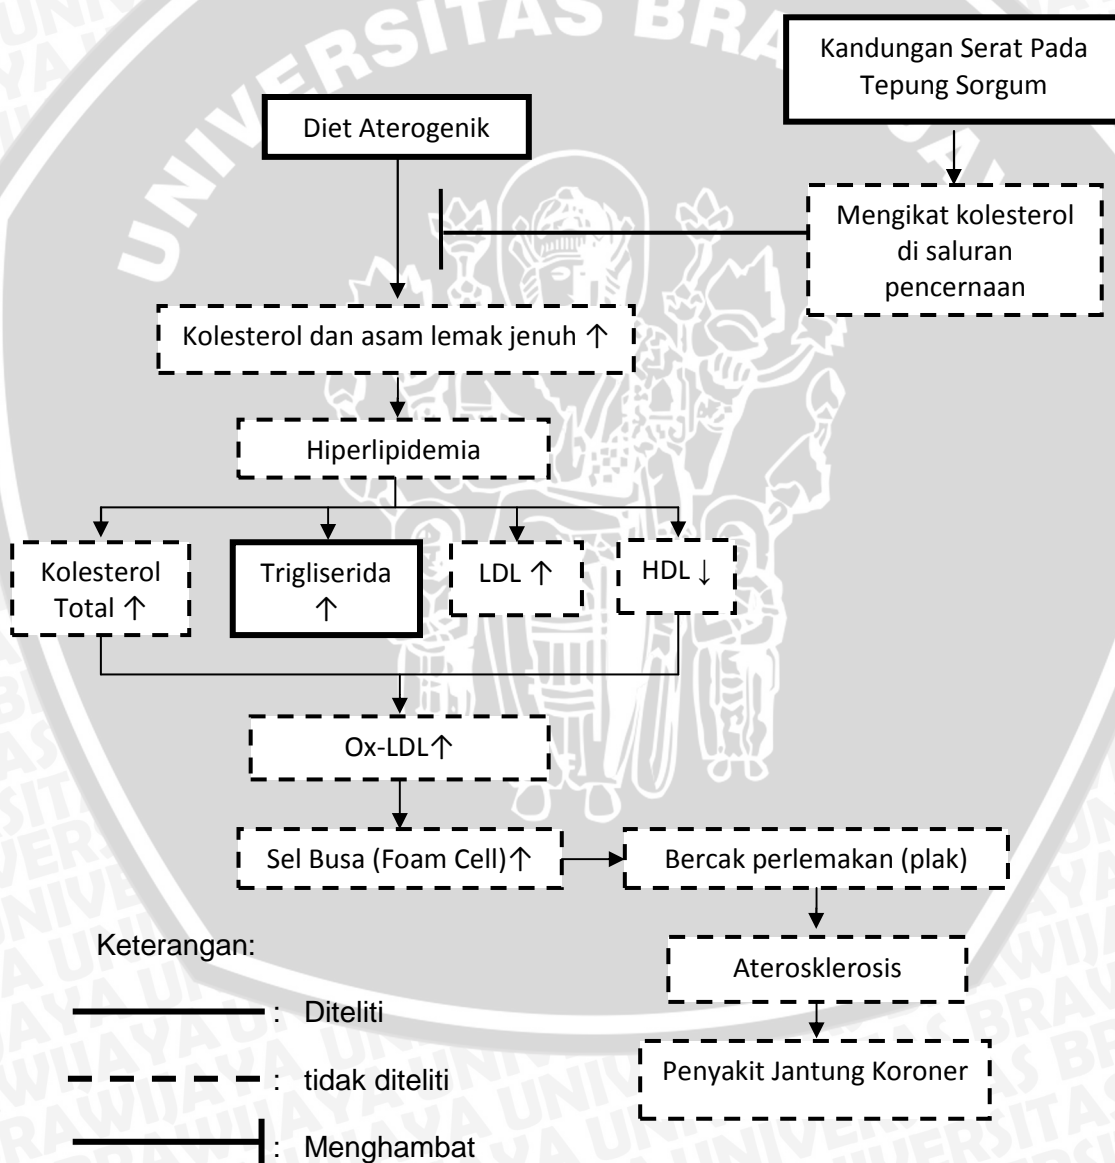 UNIVERSITAS BRA
Kandungan Serat Pada
Tepung Sorgum
Diet Aterogenik
Mengikat kolesterol
di saluran
pencernaan
Kolesterol dan asam lemak jenuh ↑
Hiperlipidemia
Kolesterol
Total ↑
Trigliserida
↑
LDL ↑
HDL ↓
Ox-LDL↑
Sel Busa (Foam Cell)↑
Bercak perlemakan (plak)
Aterosklerosis
Penyakit Jantung Koroner
Keterangan:
: Diteliti
: tidak diteliti
: Menghambat